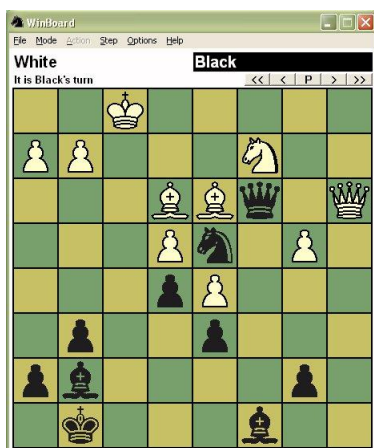 WinBoard
File Mode Action Step Options Help
White Black
It is Black's turn << < P > >>